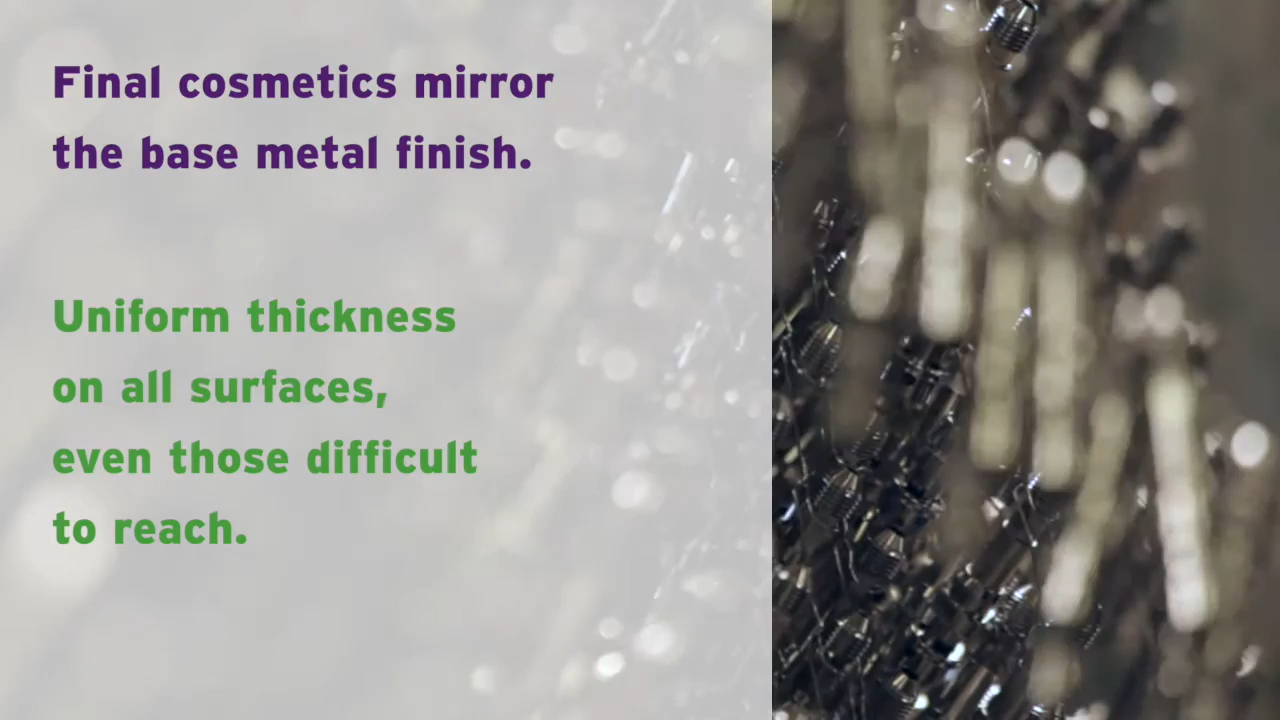 Final cosmetics mirror
the base metal finish.
Uniform thickness
on all surfaces,
even those difficult
to reach.